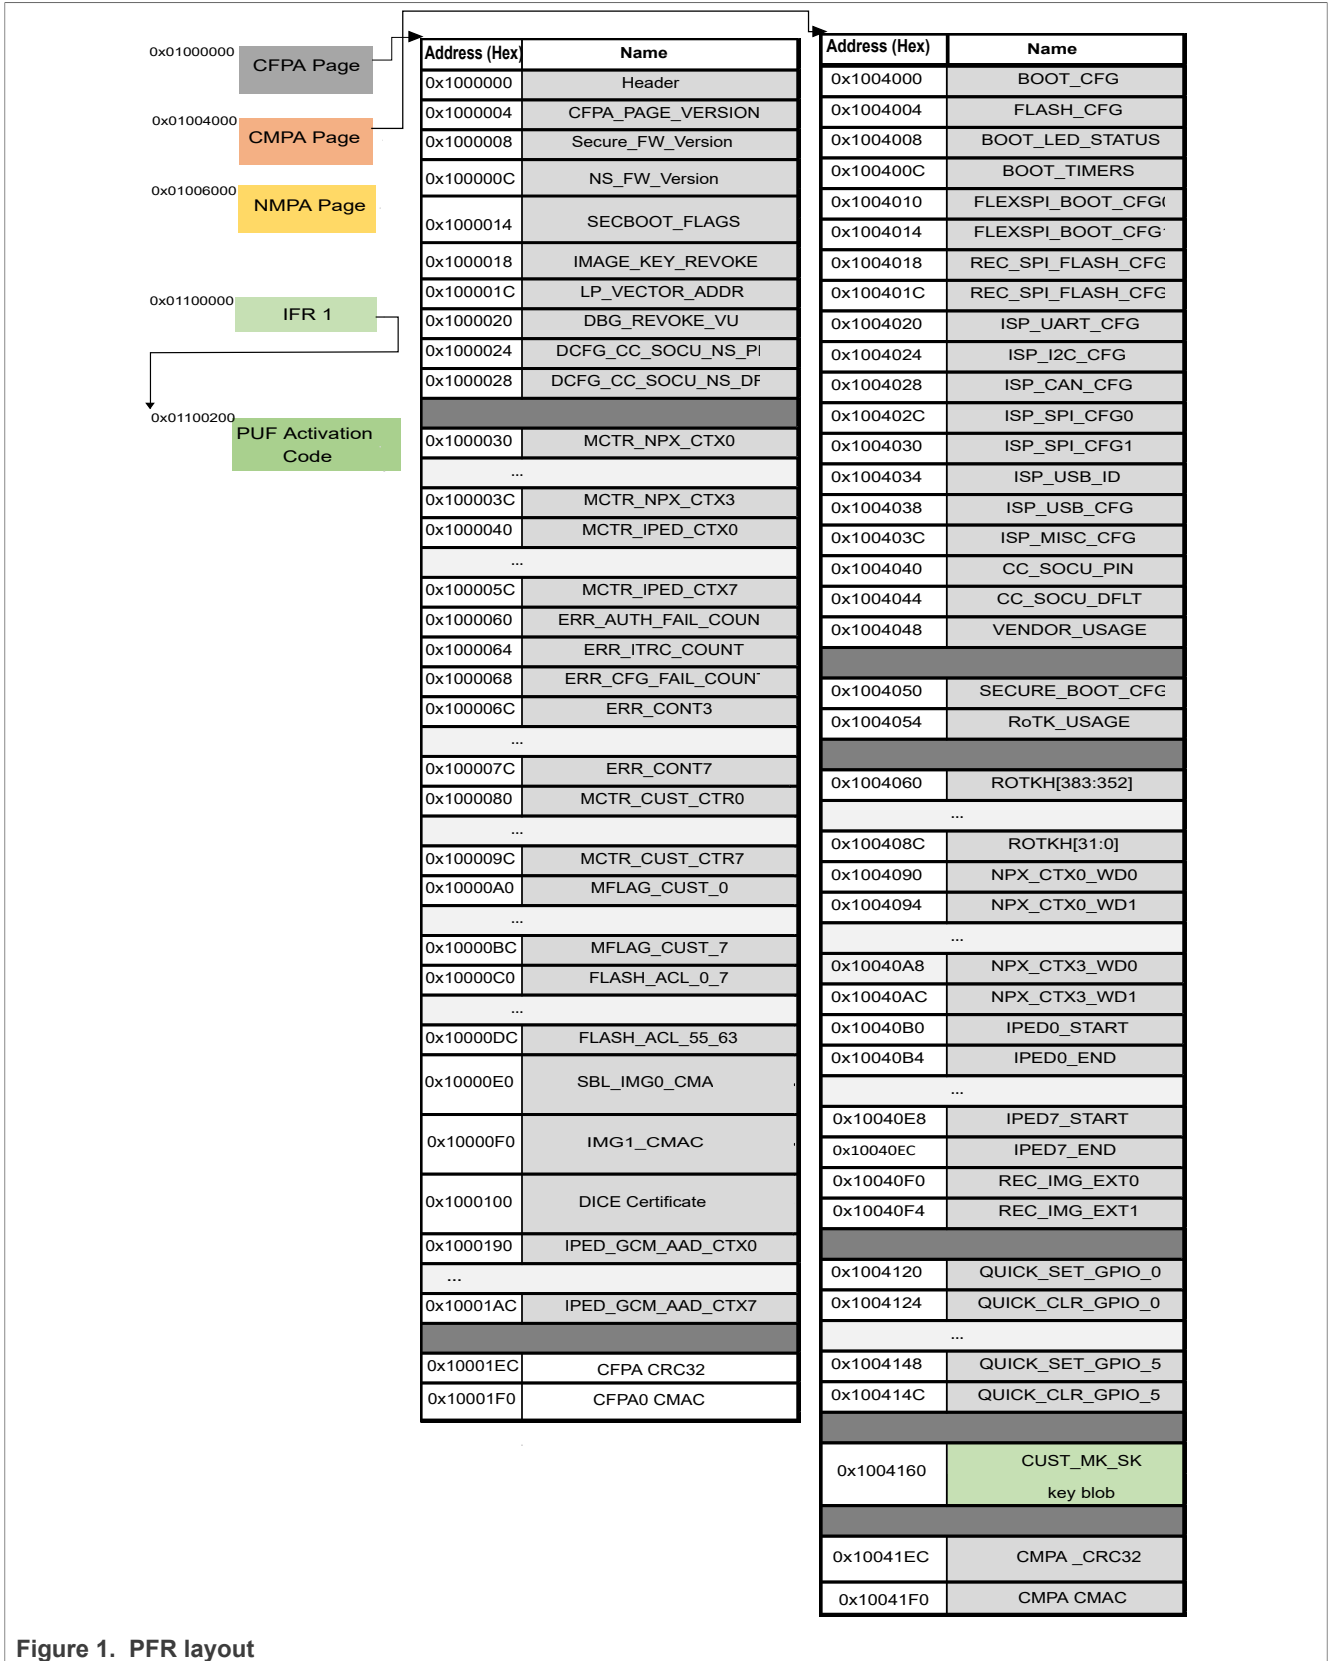 0x01000000
CFPA Page
0x01004000
CMPA Page
0x01006000
NMPA Page
0x01100000
IFR 1
0x01100200
PUF Activation
Code
Address (Hex) Name
0x1000000 Header
0x1000004 CFPA_PAGE_VERSION
0x1000008 Secure_FW_Version
0x100000C NS_FW_Version
0x1000014 SECBOOT_FLAGS
0x1000018 IMAGE_KEY_REVOKE
0x100001C LP_VECTOR_ADDR
0x1000020 DBG_REVOKE_VU
0x1000024 DCFG_CC_SOCU_NS_PI
0x1000028 DCFG_CC_SOCU_NS_DF
0x1000030 MCTR_NPX_CTX0
...
0x100003C MCTR_NPX_CTX3
0x1000040 MCTR_IPED_CTX0
...
0x100005C MCTR_IPED_CTX7
0x1000060 ERR_AUTH_FAIL_COUN
0x1000064 ERR_ITRC_COUNT
0x1000068 ERR_CFG_FAIL_COUNT
0x100006C ERR_CONT3
...
0x100007C ERR_CONT7
0x1000080 MCTR_CUST_CTR0
...
0x100009C MCTR_CUST_CTR7
0x10000A0 MFLAG_CUST_0
...
0x10000BC MFLAG_CUST_7
0x10000C0 FLASH_ACL_0_7
...
0x10000DC FLASH_ACL_55_63
0x10000E0 SBL_IMG0_CMA
0x10000F0 IMG1_CMAC
0x1000100 DICE Certificate
0x1000190 IPED_GCM_AAD_CTX0
...
0x10001AC IPED_GCM_AAD_CTX7
0x10001EC CFPA CRC32
0x10001F0 CFPA0 CMAC
Address (Hex) Name
0x1004000 BOOT_CFG
0x1004004 FLASH_CFG
0x1004008 BOOT_LED_STATUS
0x100400C BOOT_TIMERS
0x1004010 FLEXSPI_BOOT_CFG0
0x1004014 FLEXSPI_BOOT_CFG1
0x1004018 REC_SPI_FLASH_CFG
0x100401C REC_SPI_FLASH_CFG
0x1004020 ISP_UART_CFG
0x1004024 ISP_I2C_CFG
0x1004028 ISP_CAN_CFG
0x100402C ISP_SPI_CFG0
0x1004030 ISP_SPI_CFG1
0x1004034 ISP_USB_ID
0x1004038 ISP_USB_CFG
0x100403C ISP_MISC_CFG
0x1004040 CC_SOCU_PIN
0x1004044 CC_SOCU_DFLT
0x1004048 VENDOR_USAGE
0x1004050 SECURE_BOOT_CFG
0x1004054 RoTK_USAGE
0x1004060 ROTKH[383:352]
...
0x100408C ROTKH[31:0]
0x1004090 NPX_CTX0_WD0
0x1004094 NPX_CTX0_WD1
...
0x10040A8 NPX_CTX3_WD0
0x10040AC NPX_CTX3_WD1
0x10040B0 IPED0_START
0x10040B4 IPED0_END
...
0x10040E8 IPED7_START
0x10040EC IPED7_END
0x10040F0 REC_IMG_EXT0
0x10040F4 REC_IMG_EXT1
0x1004120 QUICK_SET_GPIO_0
0x1004124 QUICK_CLR_GPIO_0
...
0x1004148 QUICK_SET_GPIO_5
0x100414C QUICK_CLR_GPIO_5
0x1004160 CUST_MK_SK
key blob
0x10041EC CMPA _CRC32
0x10041F0 CMPA CMAC
Figure 1. PFR layout